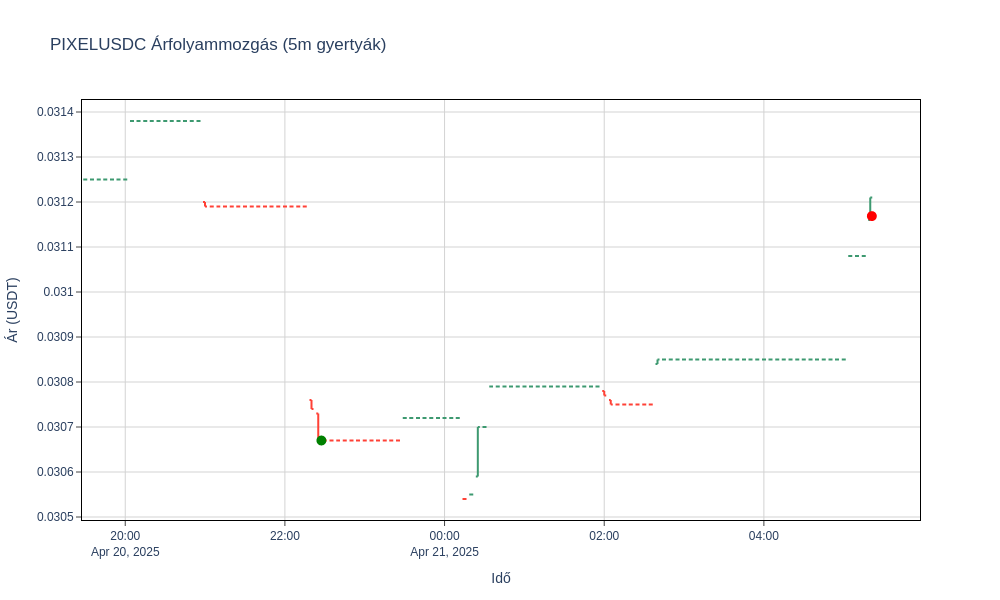 PIXELUSDC Árfolyammozgás (5m gyertyák)
0.0314
0.0313
0.0312
0.0311
0.031
0.0309
0.0308
0.0307
0.0306
0.0305
Ár (USDT)
20:00 22:00 00:00 02:00 04:00
Apr 20, 2025 Apr 21, 2025
Idő